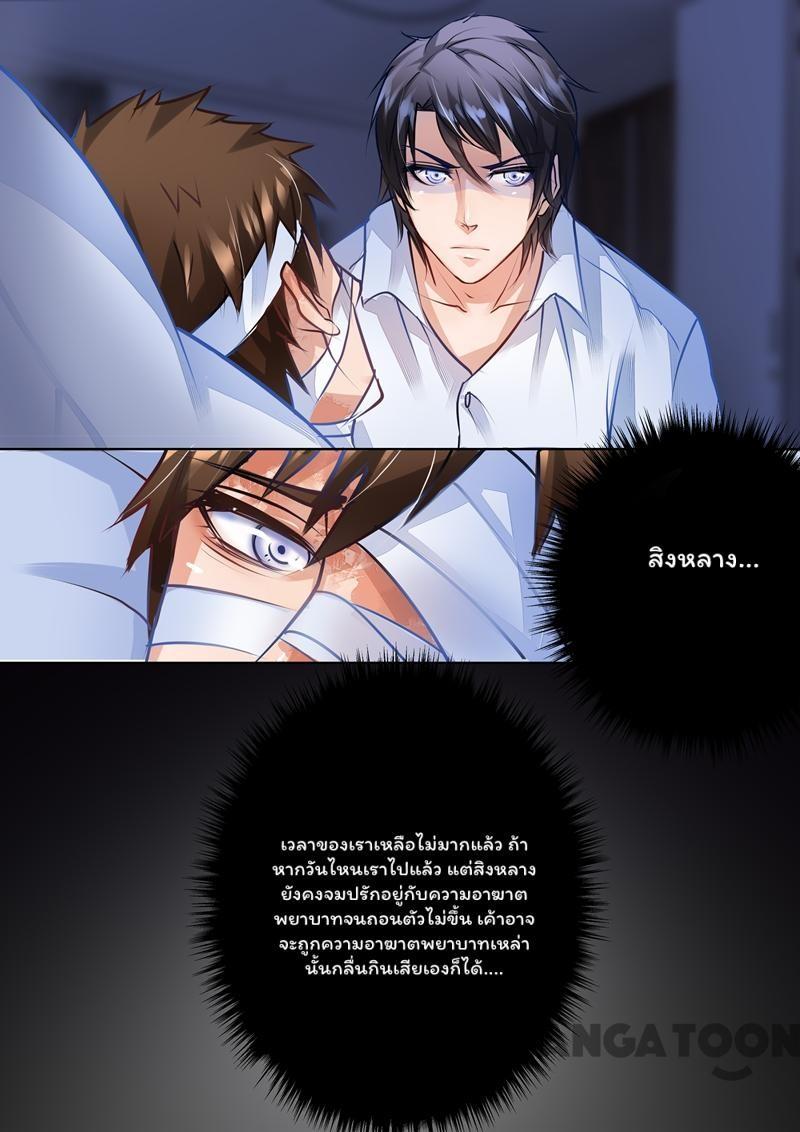 สิงหลาง...
เวลาของเราเหลือไม่มากแล้ว ถ้า
หากวันไหนเราไปแล้ว แต่สิงหลาง
ยังคงจมปรักอยู่กับความอาฆาต
พยาบาทจนถอนตัวไม่ขึ้น เค้าอาจ
จะถูกความอาฆาตพยาบาทเหล่า
นั้นกลืนกินเสียเองก็ได้....
MANGATOON